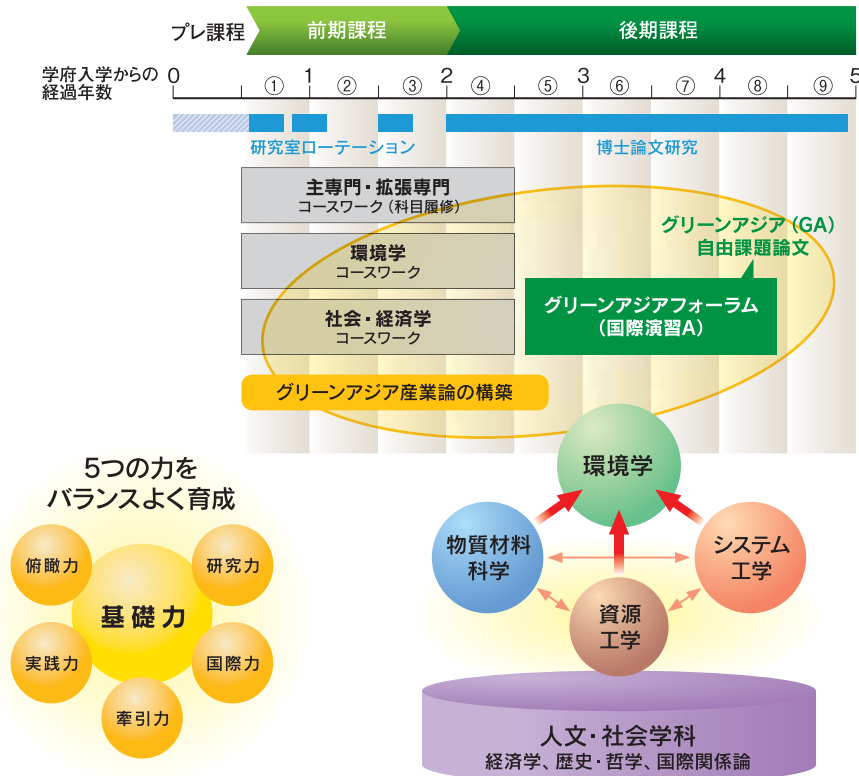 プレ課程
前期課程
後期課程
学府入学からの
経過年数
0 1 2 3 4 5
① ② ③ ④ ⑤ ⑥ ⑦ ⑧ ⑨
研究室ローテーション
博士論文研究
主専門・拡張専門
コースワーク（科目履修）
環境学
コースワーク
社会・経済学
コースワーク
グリーンアジア（GA）
自由課題論文
グリーンアジアフォーラム
（国際演習A）
グリーンアジア産業論の構築
5つの力を
バランスよく育成
俯瞰力
研究力
基礎力
実践力
国際力
牽引力
環境学
物質材料
科学
システム
工学
資源
工学
人文・社会学科
経済学、歴史・哲学、国際関係論